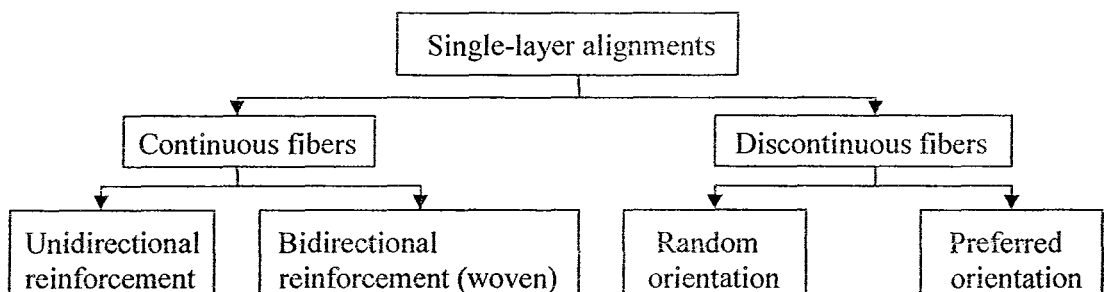 Single-layer alignments
Continuous fibers
Discontinuous fibers
Unidirectional
reinforcement
Bidirectional
reinforcement (woven)
Random
orientation
Preferred
orientation